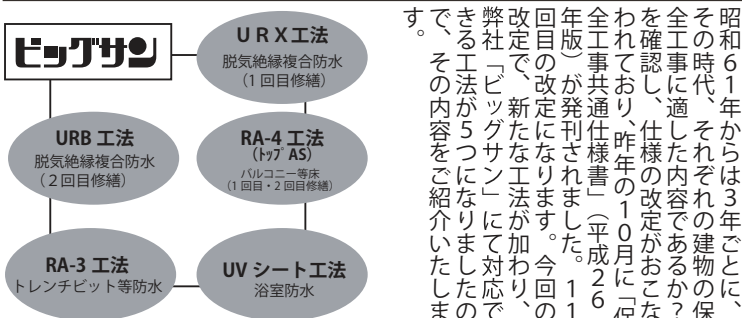 昭和61年からは3年ごとに、
その時代、それぞれの建物の保
全工事に適した内容であるか?
を確認し、仕様の改定がおこな
われており、昨年の10月に「保
全工事共通仕様書」(平成26
年版)が発刊されました。11
回目の改定になります。今回の
改定で、新たな工法が加わり、
弊社「ビッグサン」にて対応で
きる工法が5つになりましたの
で、その内容をご紹介いたしま
す。
ビッグサン
URX工法
脱気絶縁複合防水
(1回目修繕)
URB 工法
脱気絶縁複合防水
(2回目修繕)
RA-4 工法
(トップAS)
バルコニー等床
(1回目・2回目修繕)
RA-3 工法
トレンチピット等防水
UV シート工法
浴室防水